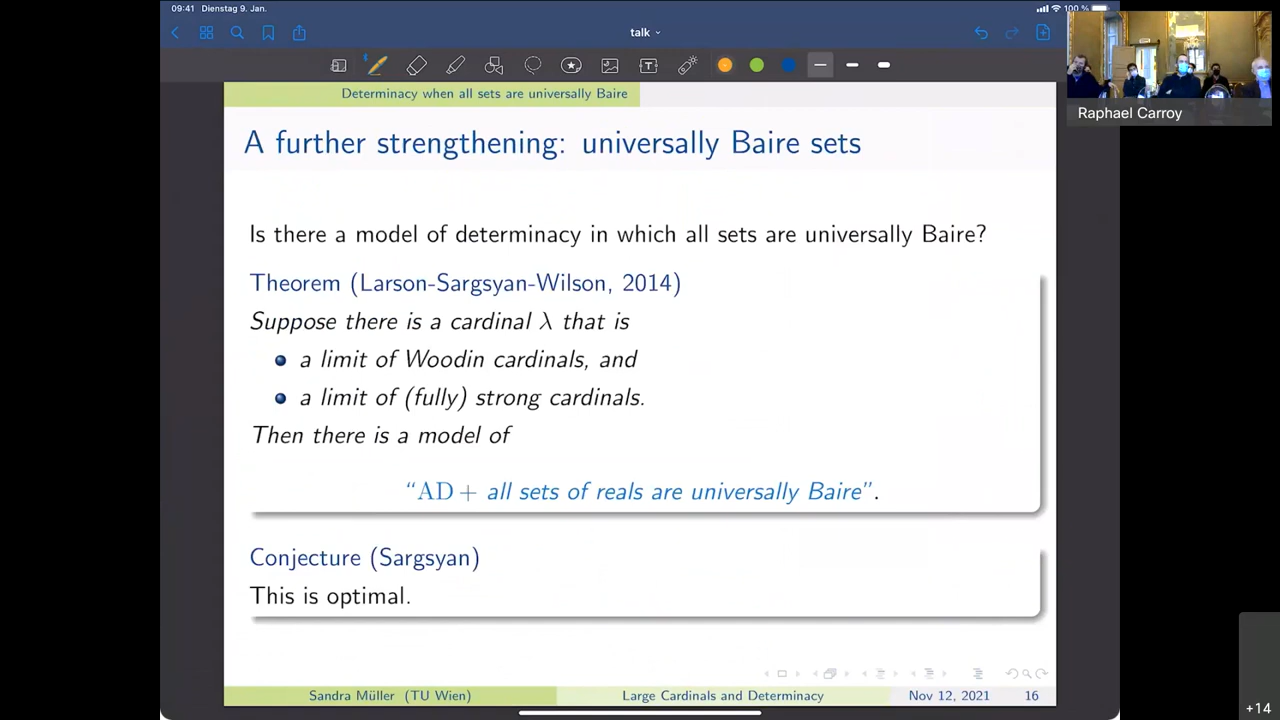 09:41 Dienstag 9. Jan.
100 %
talk
Raphael Carroy
Determinacy when all sets are universally Baire
A further strengthening: universally Baire sets
Is there a model of determinacy in which all sets are universally Baire?
Theorem (Larson-Sargsyan-Wilson, 2014)
Suppose there is a cardinal λ that is
a limit of Woodin cardinals, and
a limit of (fully) strong cardinals.
Then there is a model of
“AD + all sets of reals are universally Baire”.
Conjecture (Sargsyan)
This is optimal.
Sandra Müller (TU Wien) Large Cardinals and Determinacy Nov 12, 2021 16
+14